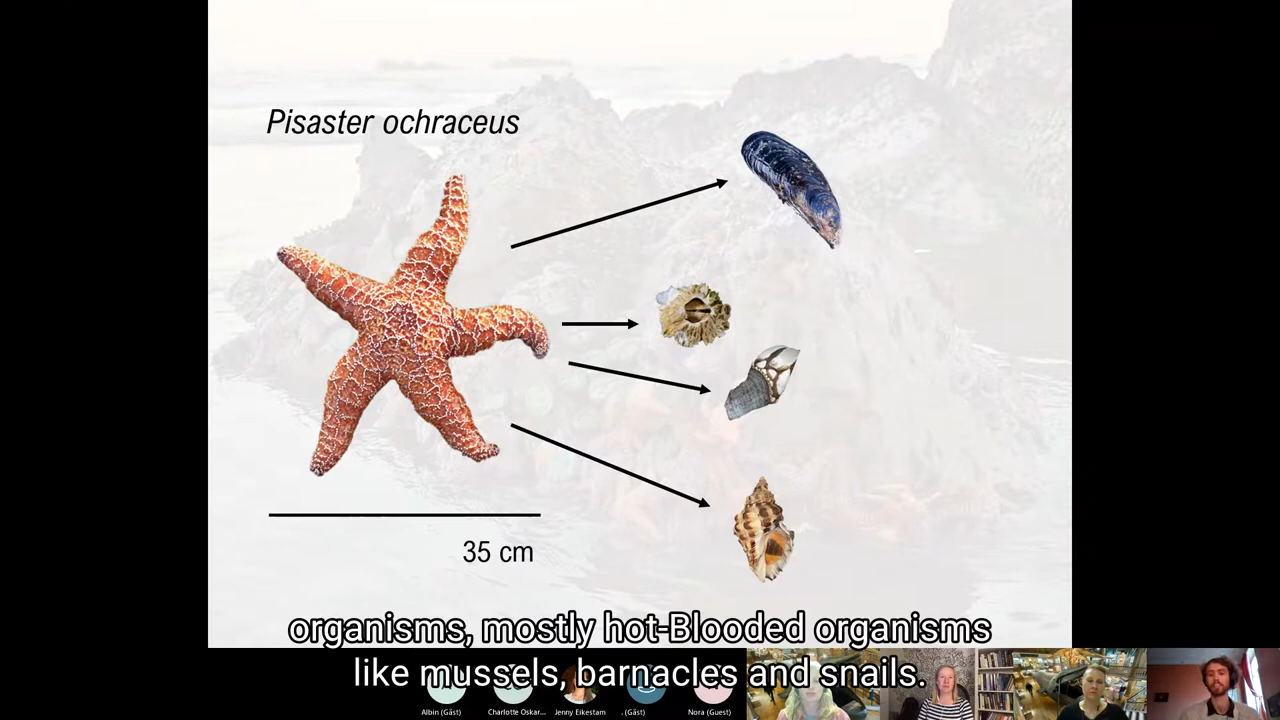 Pisaster ochraceus
35 cm
organisms, mostly hot-Blooded organisms
like mussels, barnacles and snails.
Albin (Gäst)
Charlotte Oskar...
Jenny Eikestam
. (Gäst)
Nora (Guest)